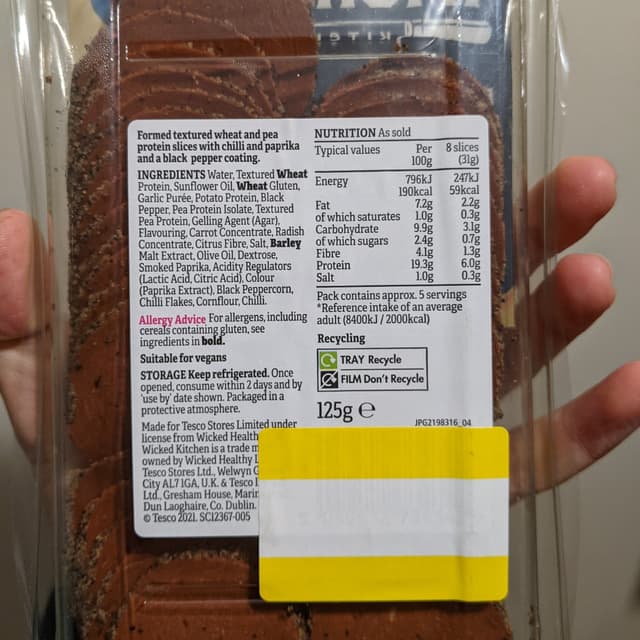 KITC
Formed textured wheat and pea
protein slices with chilli and paprika
and a black pepper coating.
INGREDIENTS Water, Textured Wheat
Protein, Sunflower Oil, Wheat Gluten,
Garlic Purée, Potato Protein, Black
Pepper, Pea Protein Isolate, Textured
Pea Protein, Gelling Agent (Agar),
Flavouring, Carrot Concentrate, Radish
Concentrate, Citrus Fibre, Salt, Barley
Malt Extract, Olive Oil, Dextrose,
Smoked Paprika, Acidity Regulators
(Lactic Acid, Citric Acid), Colour
(Paprika Extract), Black Peppercorn,
Chilli Flakes, Cornflour, Chilli.
Allergy Advice For allergens, including
cereals containing gluten, see
ingredients in bold.
Suitable for vegans
STORAGE Keep refrigerated. Once
opened, consume within 2 days and by
'use by' date shown. Packaged in a
protective atmosphere.
Made for Tesco Stores Limited under
license from Wicked Health
Wicked Kitchen is a trade m
owned by Wicked Healthy
Tesco Stores Ltd., Welwyn G
City AL7 1GA, U.K. & Tesco I
Ltd., Gresham House, Marin
Dun Laoghaire, Co. Dublin.
© Tesco 2021. SC12367-005
NUTRITION As sold
Typical values Per 100g 8 slices (31g)
Energy 796kJ 247kJ
190kcal 59kcal
Fat 7.2g 2.2g
of which saturates 1.0g 0.3g
Carbohydrate 9.9g 3.1g
of which sugars 2.4g 0.7g
Fibre 4.1g 1.3g
Protein 19.3g 6.0g
Salt 1.0g 0.3g
Pack contains approx. 5 servings
*Reference intake of an average
adult (8400kJ / 2000kcal)
Recycling
TRAY Recycle
FILM Don't Recycle
125g e
JPG2198316_04